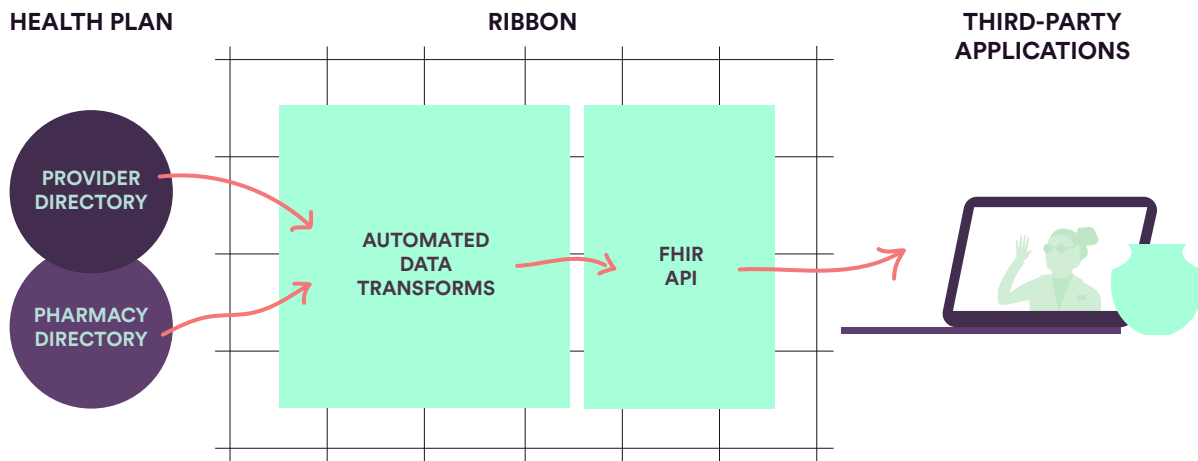 HEALTH PLAN
RIBBON
THIRD-PARTY
APPLICATIONS
PROVIDER
DIRECTORY
PHARMACY
DIRECTORY
AUTOMATED
DATA
TRANSFORMS
FHIR
API